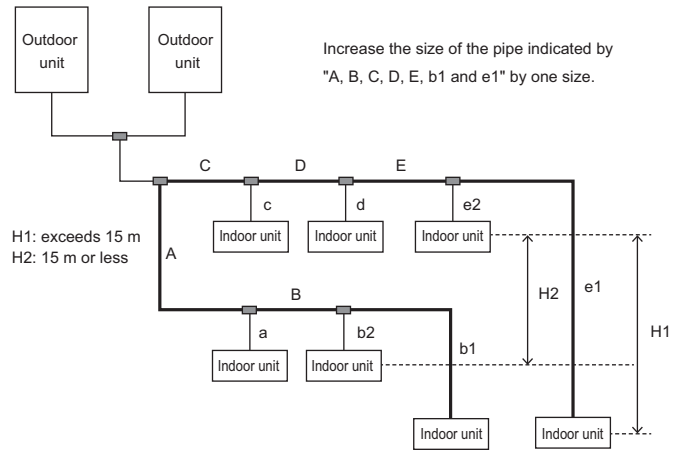 Outdoor
unit
Outdoor
unit
Increase the size of the pipe indicated by
"A, B, C, D, E, b1 and e1" by one size.
C
D
E
c
d
e2
Indoor unit
Indoor unit
Indoor unit
H1: exceeds 15 m
H2: 15 m or less
A
B
H2
e1
H1
a
b2
b1
Indoor unit
Indoor unit
Indoor unit
Indoor unit